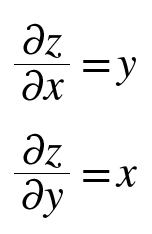 ∂z/∂x = y
∂z/∂y = x